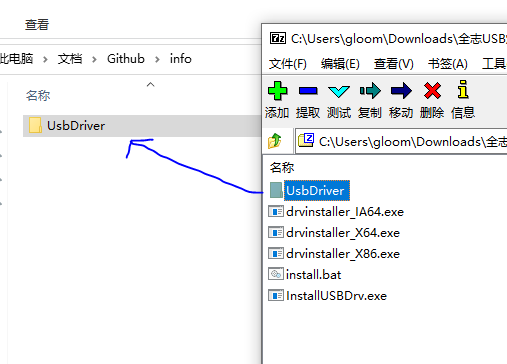 查看
此电脑 › 文档 › Github › info
名称
UsbDriver
C:\Users\gloom\Downloads\全志USB
文件(F) 编辑(E) 查看(V) 书签(A) 工具
添加 提取 测试 复制 移动 删除 信息
C:\Users\gloom\Downloads\全志
名称
UsbDriver
drvinstaller_IA64.exe
drvinstaller_X64.exe
drvinstaller_X86.exe
install.bat
InstallUSBDrv.exe